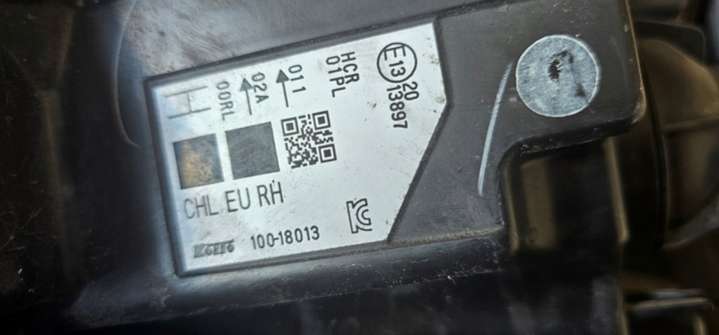 HCR
01PL
011
02A
00RL
E13
20
13897
CHL EU RH
100-18013